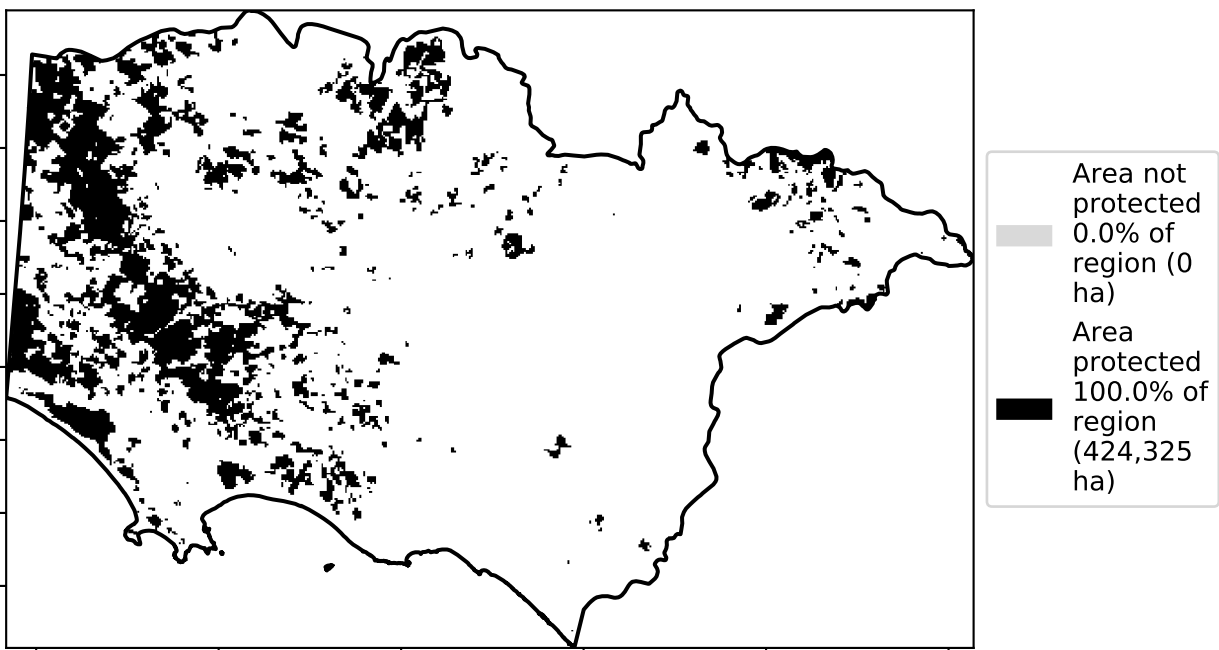 Area not
protected
0.0% of
region (0
ha)
Area
protected
100.0% of
region
(424,325
ha)